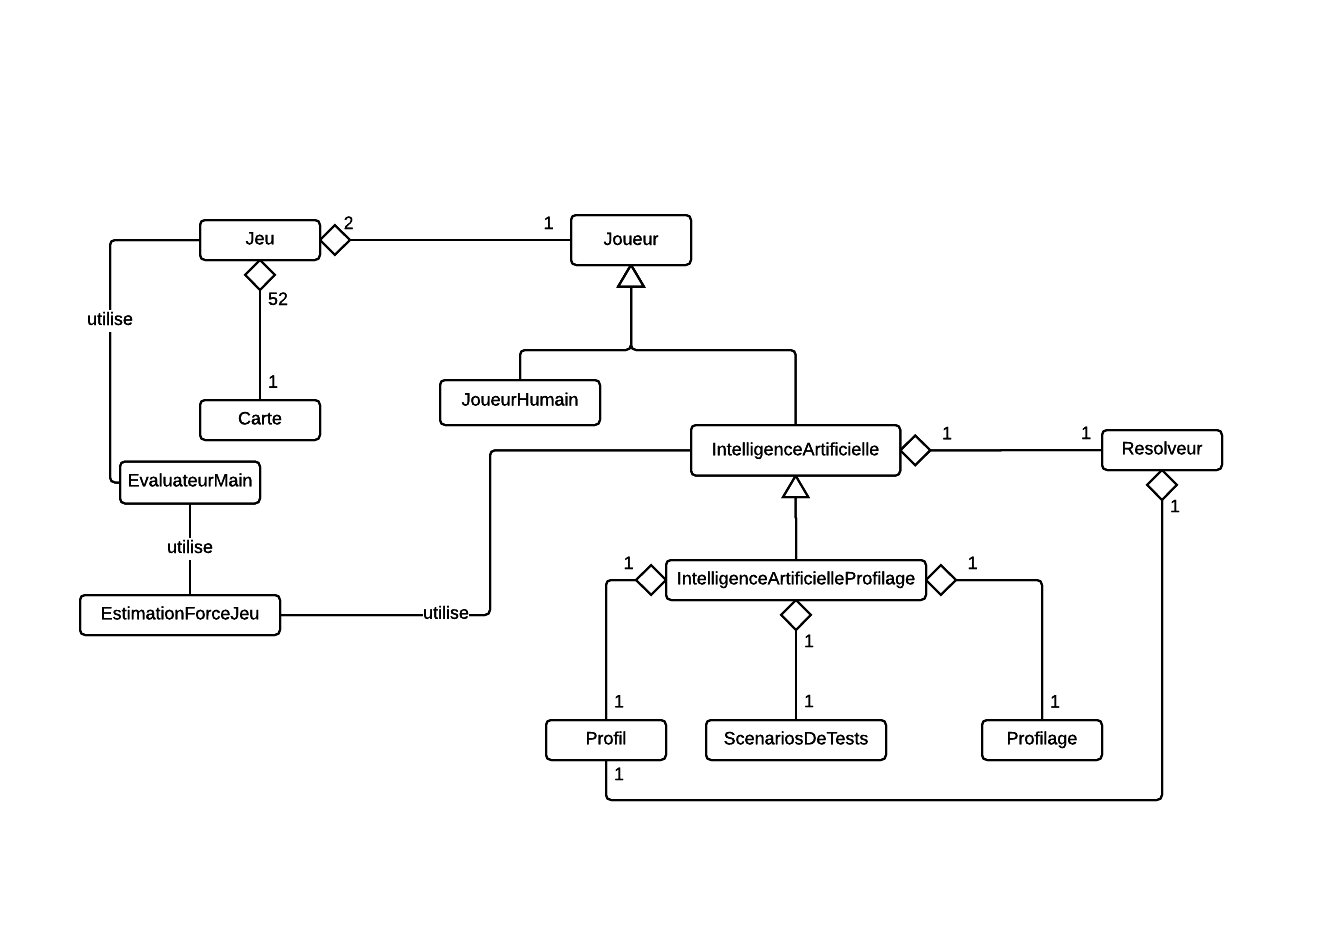 2
1
Jeu
Joueur
52
utilise
1
JoueurHumain
Carte
1
1
IntelligenceArtificielle
Resolveur
EvaluateurMain
1
utilise
1
1
IntelligenceArtificielleProfilage
EstimationForceJeu
utilise
1
1
1
1
Profil
ScenariosDeTests
Profilage
1